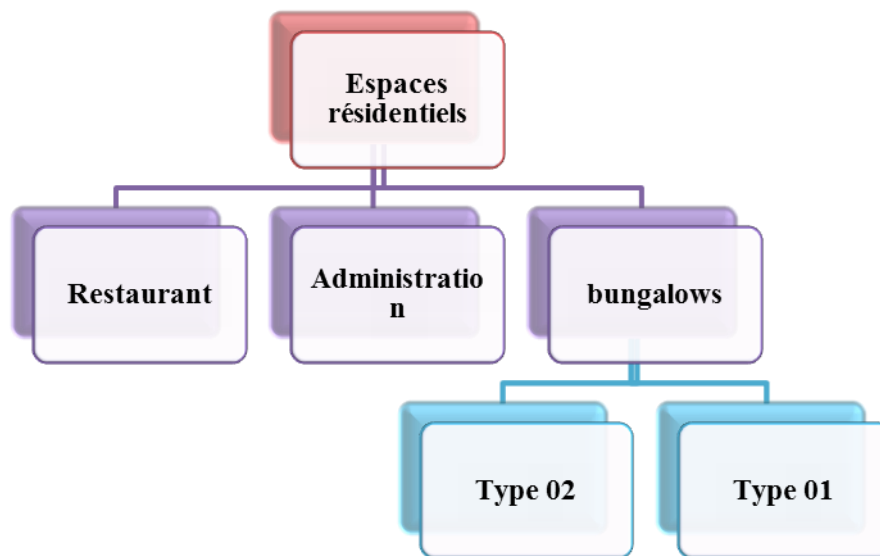 Espaces
résidentiels
Restaurant
Administratio
n
bungalows
Type 02
Type 01